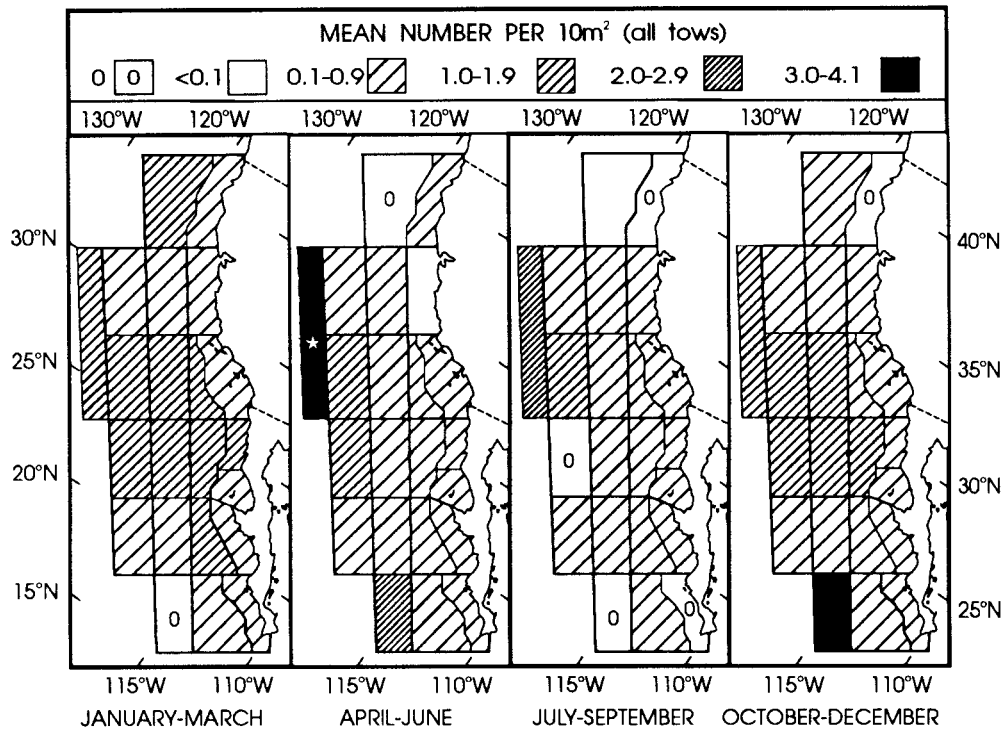 MEAN NUMBER PER 10m² (all tows)
0 0 <0.1 0.1-0.9 1.0-1.9 2.0-2.9 3.0-4.1
130°W 120°W 130°W 120°W 130°W 120°W 130°W 120°W
0 0 0
30°N 40°N
25°N 35°N
0
20°N 30°N
15°N 0 0 0 25°N
115°W 110°W 115°W 110°W 115°W 110°W 115°W 110°W
JANUARY-MARCH APRIL-JUNE JULY-SEPTEMBER OCTOBER-DECEMBER